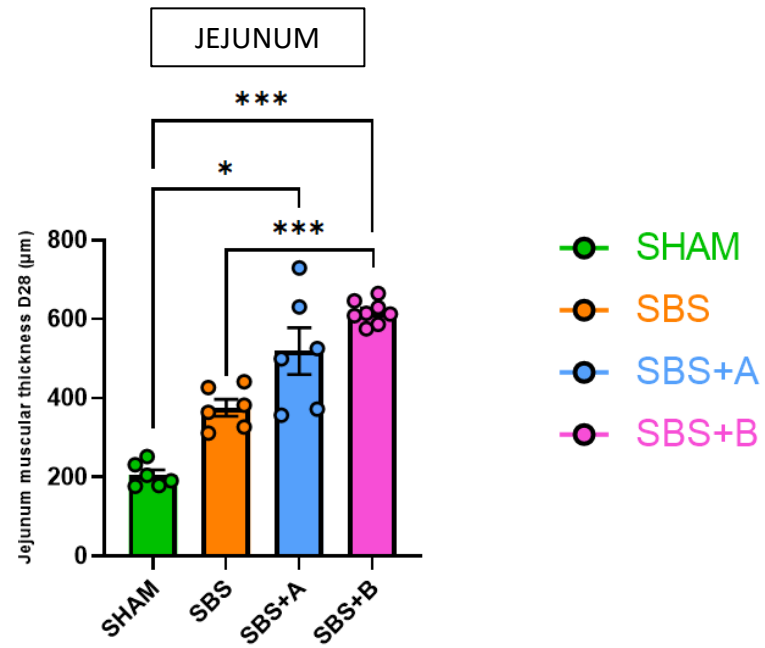 JEJUNUM
***
*
***
Jejunum muscular thickness D28 (µm)
800
600
400
200
0
SHAM
SBS
SBS+A
SBS+B
SHAM
SBS
SBS+A
SBS+B